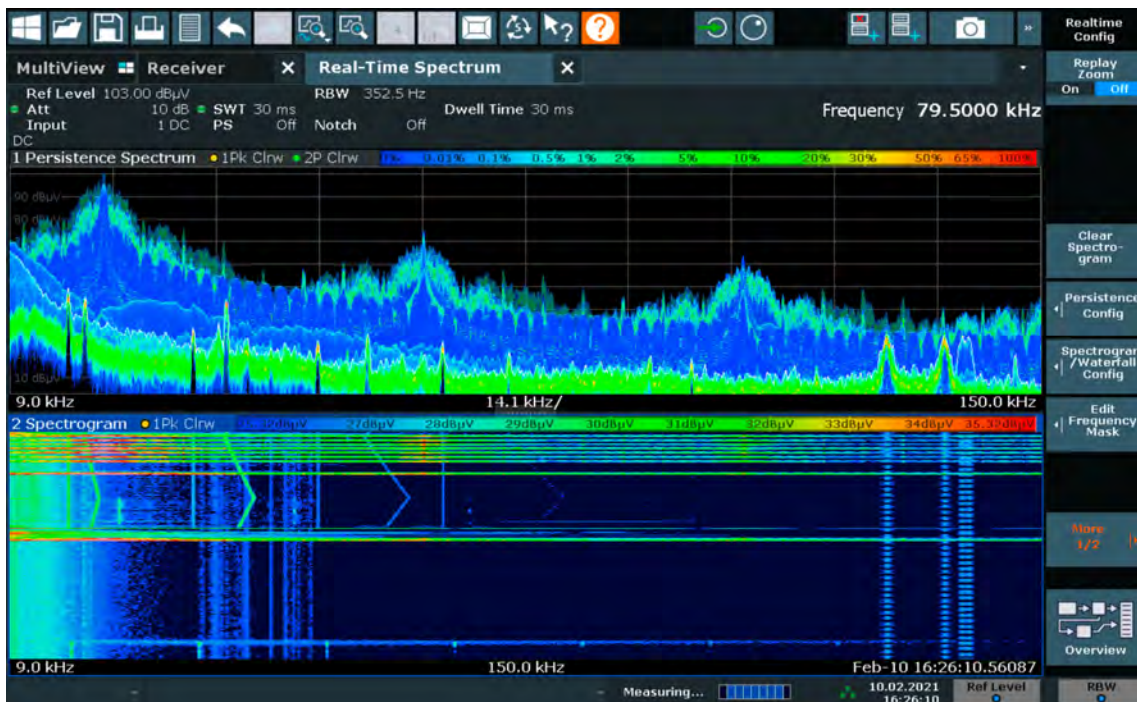 Realtime
Config
MultiView Receiver × Real-Time Spectrum ×
Replay
Zoom
On Off
Ref Level 103.00 dBµV RBW 352.5 Hz
Att 10 dB SWT 30 ms Dwell Time 30 ms Frequency 79.5000 kHz
Input 1 DC PS Off Notch Off
DC
1 Persistence Spectrum 1Pk Clrw 2P Clrw 0.01% 0.1% 0.5% 1% 2% 5% 10% 20% 30% 50% 65% 100%
90 dBµV
80 dBµV
10 dBµV
9.0 kHz 14.1 kHz/ 150.0 kHz
Clear
Spectro-
gram
Persistence
Config
Spectrogram
/Waterfall
Config
Edit
Frequency
Mask
2 Spectrogram 1Pk Clrw 27dBµV 28dBµV 29dBµV 30dBµV 31dBµV 32dBµV 33dBµV 34dBµV 35.32dBµV
More
1/2
Overview
9.0 kHz 150.0 kHz Feb-10 16:26:10.56087
Measuring... 10.02.2021
16:26:10
Ref Level RBW